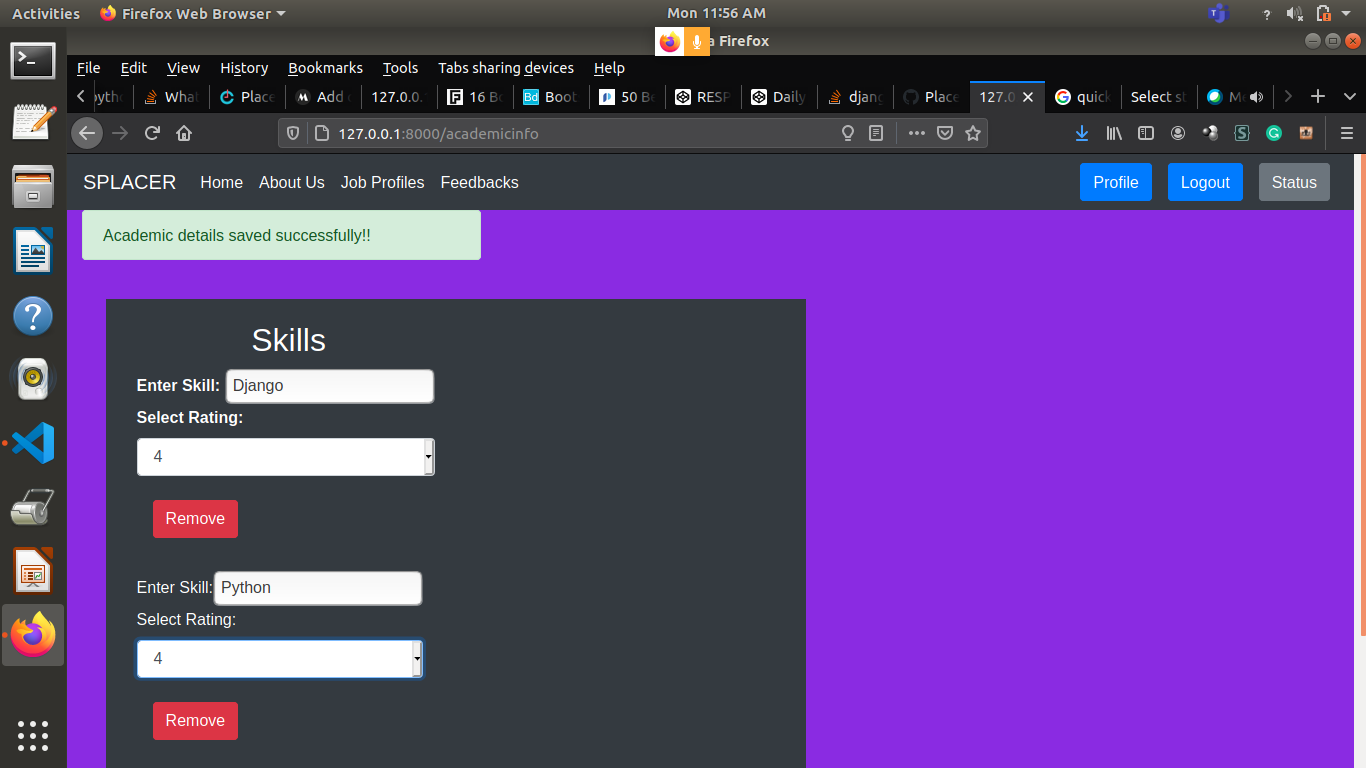 Activities Firefox Web Browser Mon 11:56 AM ?
a Firefox
File Edit View History Bookmarks Tools Tabs sharing devices Help
What Place Add 127.0.0. 16 Bo Bd Boot 50 Be RESP Daily djang Place 127.0 quick Select st
127.0.0.1:8000/academicinfo
SPLACER Home About Us Job Profiles Feedbacks Profile Logout Status
Academic details saved successfully!!
Skills
Enter Skill: Django
Select Rating:
4
Remove
Enter Skill: Python
Select Rating:
4
Remove